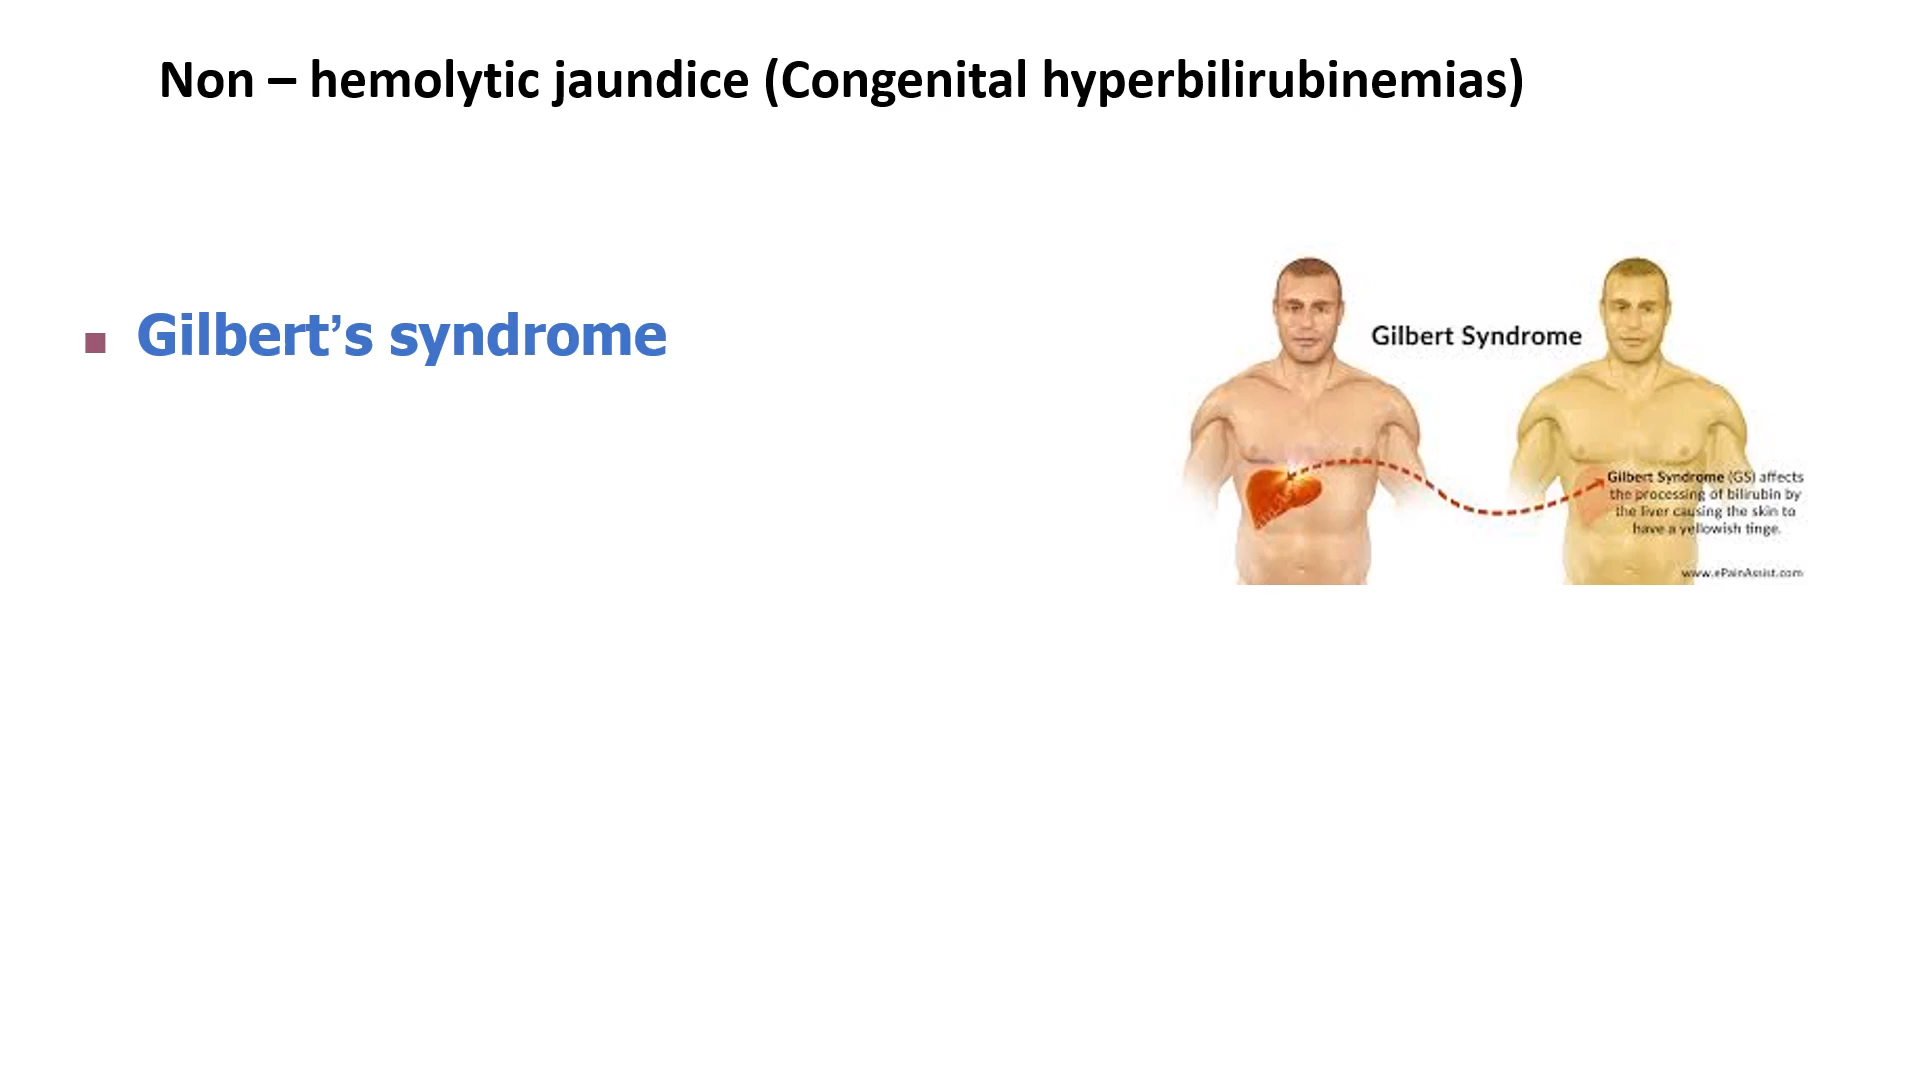 Non – hemolytic jaundice (Congenital hyperbilirubinemias)
Gilbert’s syndrome
Gilbert Syndrome
Gilbert Syndrome (GS) affects
the processing of bilirubin by
the liver causing the skin to
have a yellowish tinge.
www.ePainAssist.com